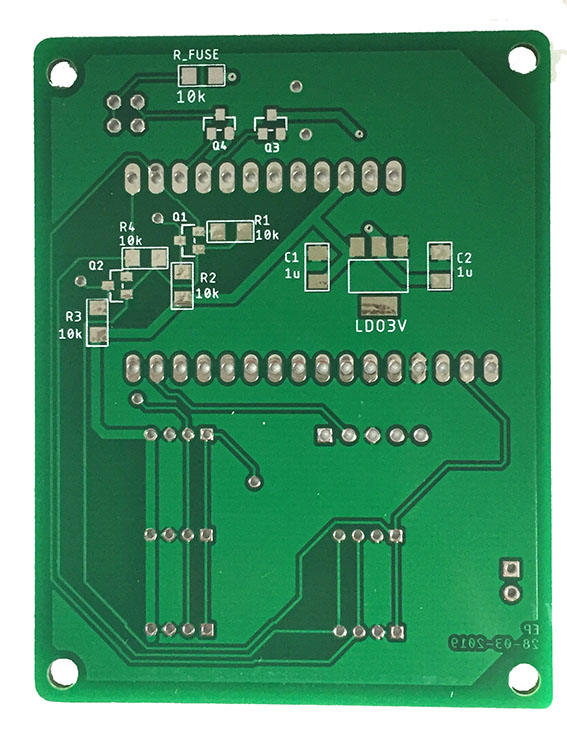 R_FUSE
10k
Q4
Q3
Q1
R1
10k
R4
10k
Q2
R2
10k
R3
10k
C1
1u
C2
1u
LDO3V
EP
28-03-2019